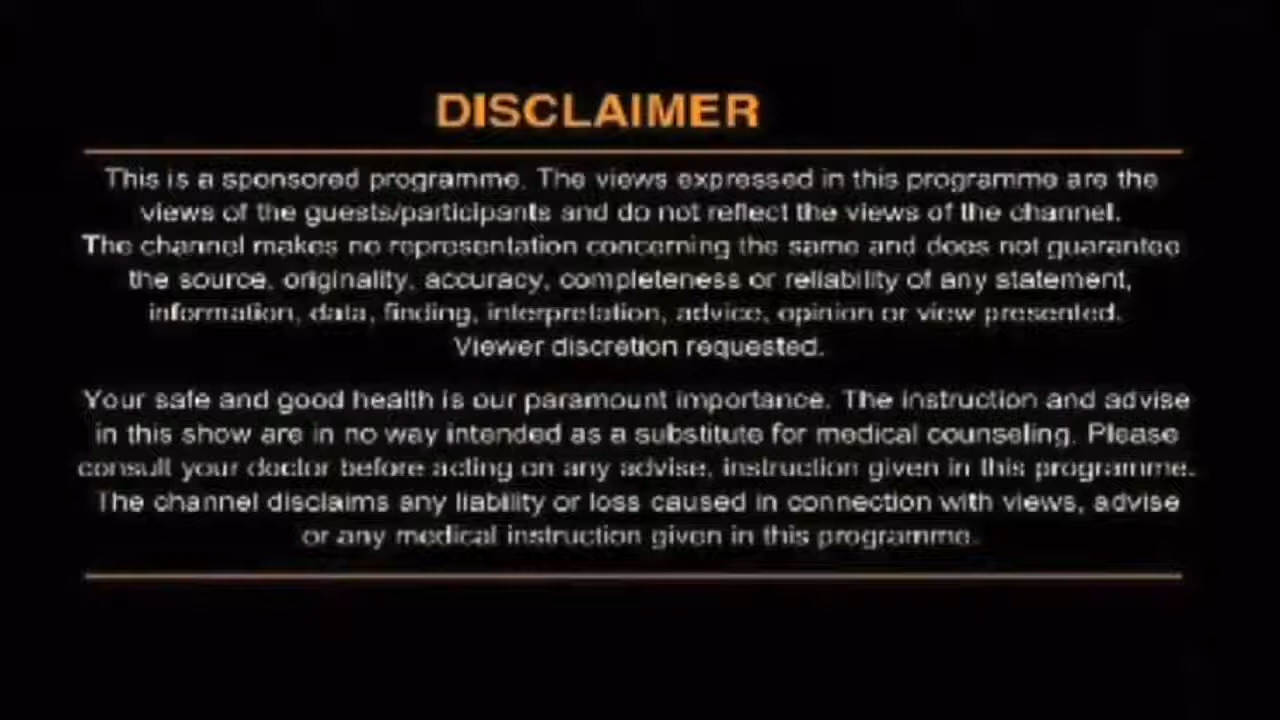 DISCLAIMER
This is a sponsored programme. The views expressed in this programme are the
views of the guests/participants and do not reflect the views of the channel.
The channel makes no representation concerning the same and does not guarantee
the source, originality, accuracy, completeness or reliability of any statement,
information, data, finding, interpretation, advice, opinion or view presented.
Viewer discretion requested.
Your safe and good health is our paramount importance. The instruction and advise
in this show are in no way intended as a substitute for medical counseling. Please
consult your doctor before acting on any advise, instruction given in this programme.
The channel disclaims any liability or loss caused in connection with views, advise
or any medical instruction given in this programme.